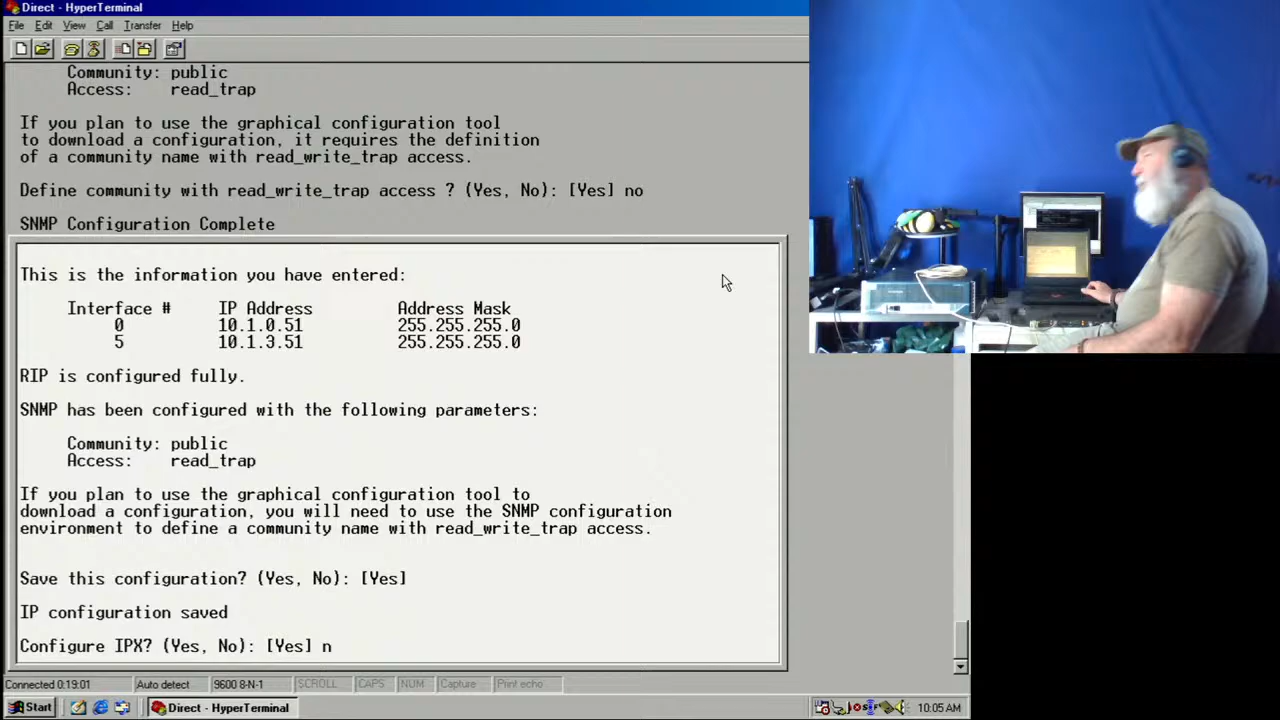 Direct - HyperTerminal
File Edit View Call Transfer Help
Community: public
Access: read_trap
If you plan to use the graphical configuration tool
to download a configuration, it requires the definition
of a community name with read_write_trap access.
Define community with read_write_trap access ? (Yes, No): [Yes] no
SNMP Configuration Complete
This is the information you have entered:
Interface # IP Address Address Mask
0 10.1.0.51 255.255.255.0
5 10.1.3.51 255.255.255.0
RIP is configured fully.
SNMP has been configured with the following parameters:
Community: public
Access: read_trap
If you plan to use the graphical configuration tool to
download a configuration, you will need to use the SNMP configuration
environment to define a community name with read_write_trap access.
Save this configuration? (Yes, No): [Yes]
IP configuration saved
Configure IPX? (Yes, No): [Yes] n
Connected 0:19:01 Auto detect 9600 8-N-1 SCROLL CAPS NUM Capture Print echo
Start Direct - HyperTerminal 10:05 AM